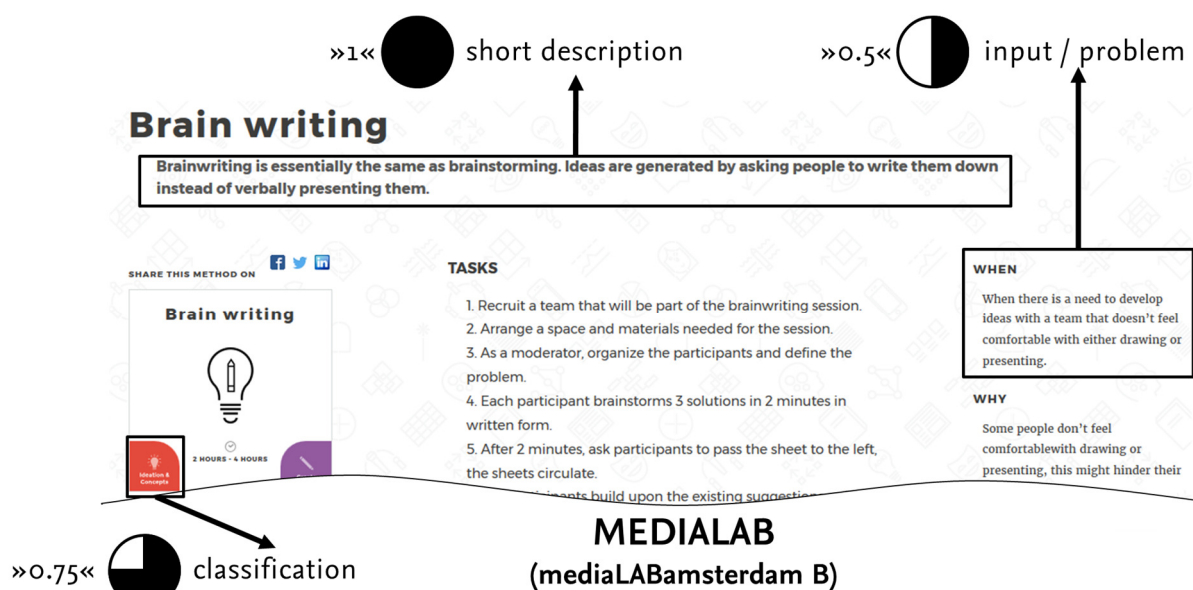 »1« short description
»0.5« input / problem
Brain writing
Brainwriting is essentially the same as brainstorming. Ideas are generated by asking people to write them down
instead of verbally presenting them.
SHARE THIS METHOD ON
f in
Brain writing
2 HOURS - 4 HOURS
Ideation &
Concepts
TASKS
1. Recruit a team that will be part of the brainwriting session.
2. Arrange a space and materials needed for the session.
3. As a moderator, organize the participants and define the
problem.
4. Each participant brainstorms 3 solutions in 2 minutes in
written form.
5. After 2 minutes, ask participants to pass the sheet to the left,
the sheets circulate.
build upon the existing
WHEN
When there is a need to develop
ideas with a team that doesn't feel
comfortable with either drawing or
presenting.
WHY
Some people don't feel
comfortablewith drawing or
presenting, this might hinder their
MEDIALAB
(mediaLABamsterdam B)
»0.75« classification